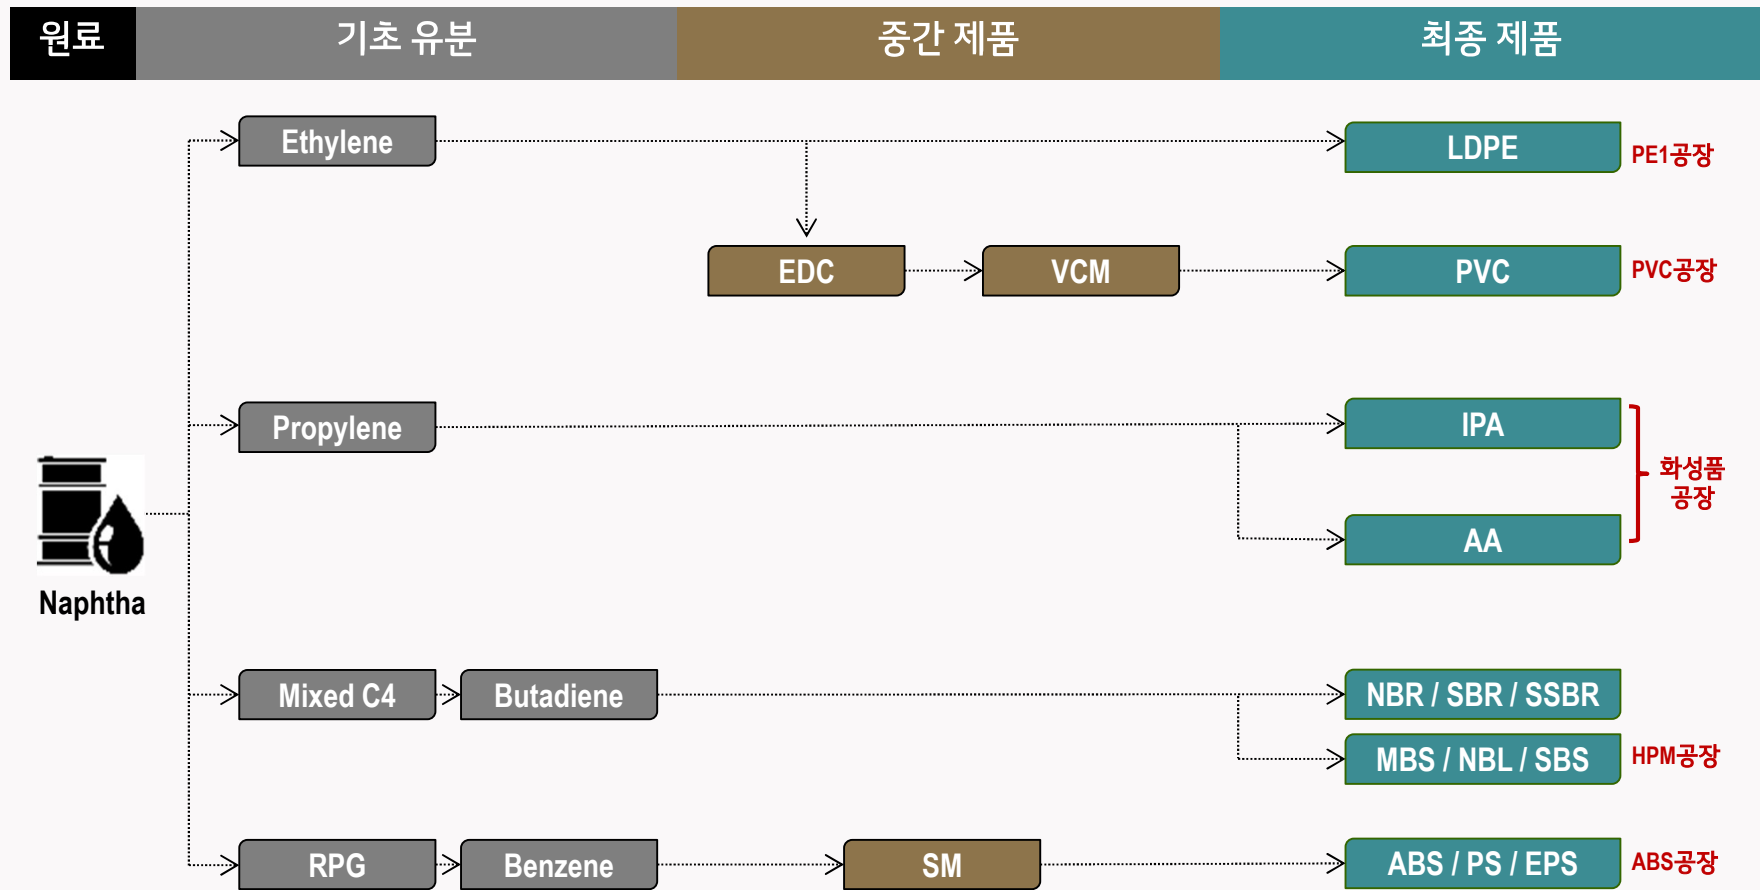 원료
기초 유분
중간 제품
최종 제품
Ethylene
LDPE
PE1공장
EDC
VCM
PVC
PVC공장
Propylene
IPA
화성품
공장
AA
Naphtha
Mixed C4
Butadiene
NBR / SBR / SSBR
MBS / NBL / SBS
HPM공장
RPG
Benzene
SM
ABS / PS / EPS
ABS공장